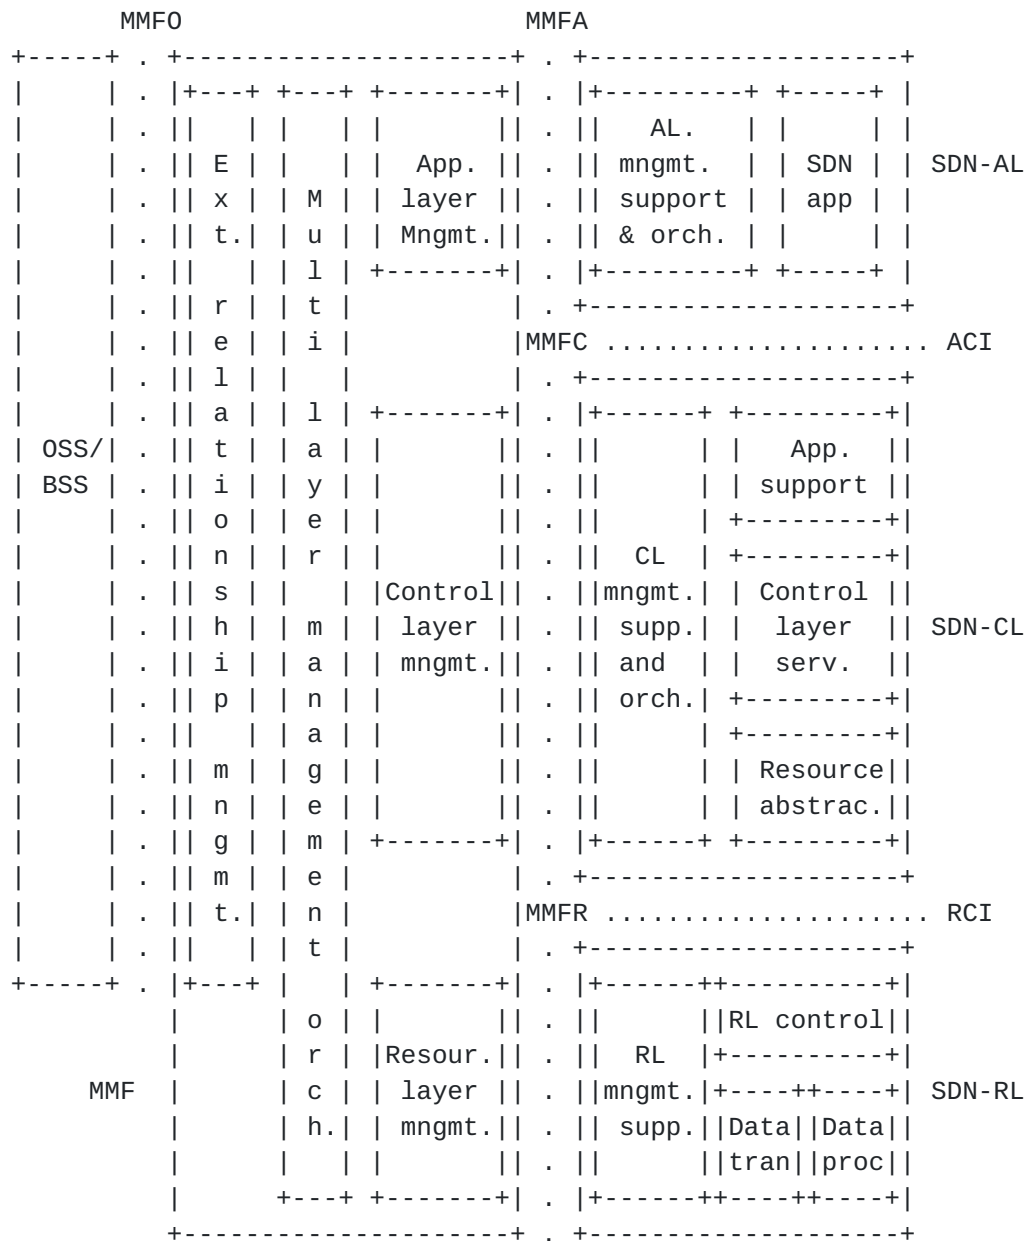 MMFO                      MMFA
+-----+ . +---------------------+ . +--------------------+
|     | . |+---+ +---+ +-------+| . |+---------+ +-----+ |
|     | . ||   | |   | |       || . ||   AL.   | |     | |
|     | . || E | |   | |  App. || . || mngmt.  | | SDN | | SDN-AL
|     | . || x | | M | | layer || . || support | | app | |
|     | . || t.| | u | | Mngmt.|| . || & orch. | |     | |
|     | . ||   | | l | +-------+| . |+---------+ +-----+ |
|     | . || r | | t |          | . +--------------------+
|     | . || e | | i |          |MMFC ..................... ACI
|     | . || l | |   |          | . +--------------------+
|     | . || a | | l | +-------+| . |+------+ +---------+|
| OSS/| . || t | | a | |       || . ||      | |   App.  ||
| BSS | . || i | | y | |       || . ||      | | support ||
|     | . || o | | e | |       || . ||      | +---------+|
|     | . || n | | r | |       || . ||  CL  | +---------+|
|     | . || s | |   | |Control|| . ||mngmt.| | Control ||
|     | . || h | | m | | layer || . || supp.| |  layer  || SDN-CL
|     | . || i | | a | | mngmt.|| . || and  | |  serv.  ||
|     | . || p | | n | |       || . || orch.| +---------+|
|     | . ||   | | a | |       || . ||      | +---------+|
|     | . || m | | g | |       || . ||      | | Resource||
|     | . || n | | e | |       || . ||      | | abstrac.||
|     | . || g | | m | +-------+| . |+------+ +---------+|
|     | . || m | | e |          | . +--------------------+
|     | . || t.| | n |          |MMFR ..................... RCI
|     | . ||   | | t |          | . +--------------------+
+-----+ . |+---+ |   | +-------+| . |+------++----------+|
          |      | o | |       || . ||      ||RL control||
          |      | r | |Resour.|| . ||  RL  |+----------+|
     MMF  |      | c | | layer || . ||mngmt.|+----++----+| SDN-RL
          |      | h.| | mngmt.|| . || supp.||Data||Data||
          |      |   | |       || . ||      ||tran||proc||
          |      +---+ +-------+| . |+------++----++----+|
          +---------------------+ . +--------------------+